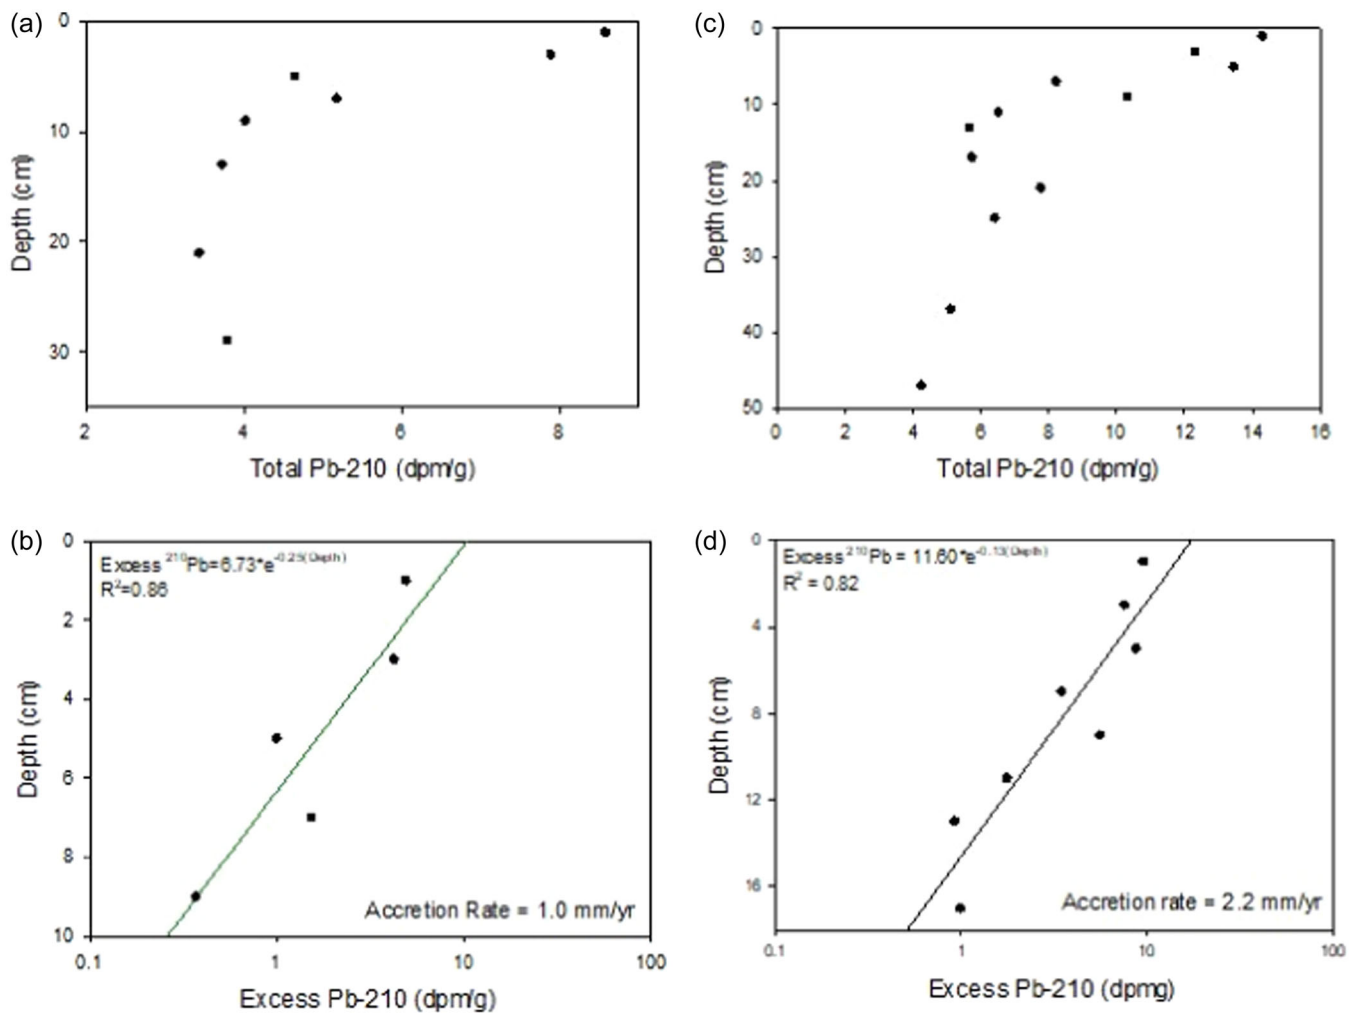 (a)
0
10
20
30
Depth (cm)
2 4 6 8
Total Pb-210 (dpm/g)
(c)
0
10
20
30
40
50
Depth (cm)
0 2 4 6 8 10 12 14 16
Total Pb-210 (dpm/g)
(b)
Excess ²¹⁰Pb=6.73*e^-0.25(Depth)
R²=0.86
0
2
4
6
8
10
Depth (cm)
Accretion Rate = 1.0 mm/yr
0.1 1 10 100
Excess Pb-210 (dpm/g)
(d)
Excess ²¹⁰Pb = 11.60*e^-0.13(Depth)
R² = 0.82
0
4
8
12
16
Depth (cm)
Accretion rate = 2.2 mm/yr
0.1 1 10 100
Excess Pb-210 (dpmg)